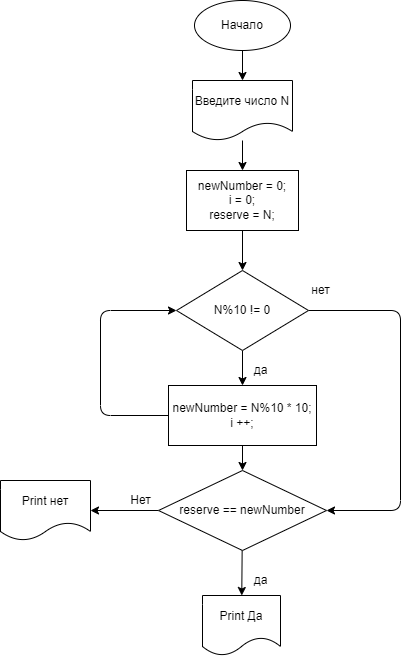 Начало
Введите число N
newNumber = 0;
i = 0;
reserve = N;
N%10 != 0
нет
да
newNumber = N%10 * 10;
i ++;
Print нет
Нет
reserve == newNumber
да
Print Да